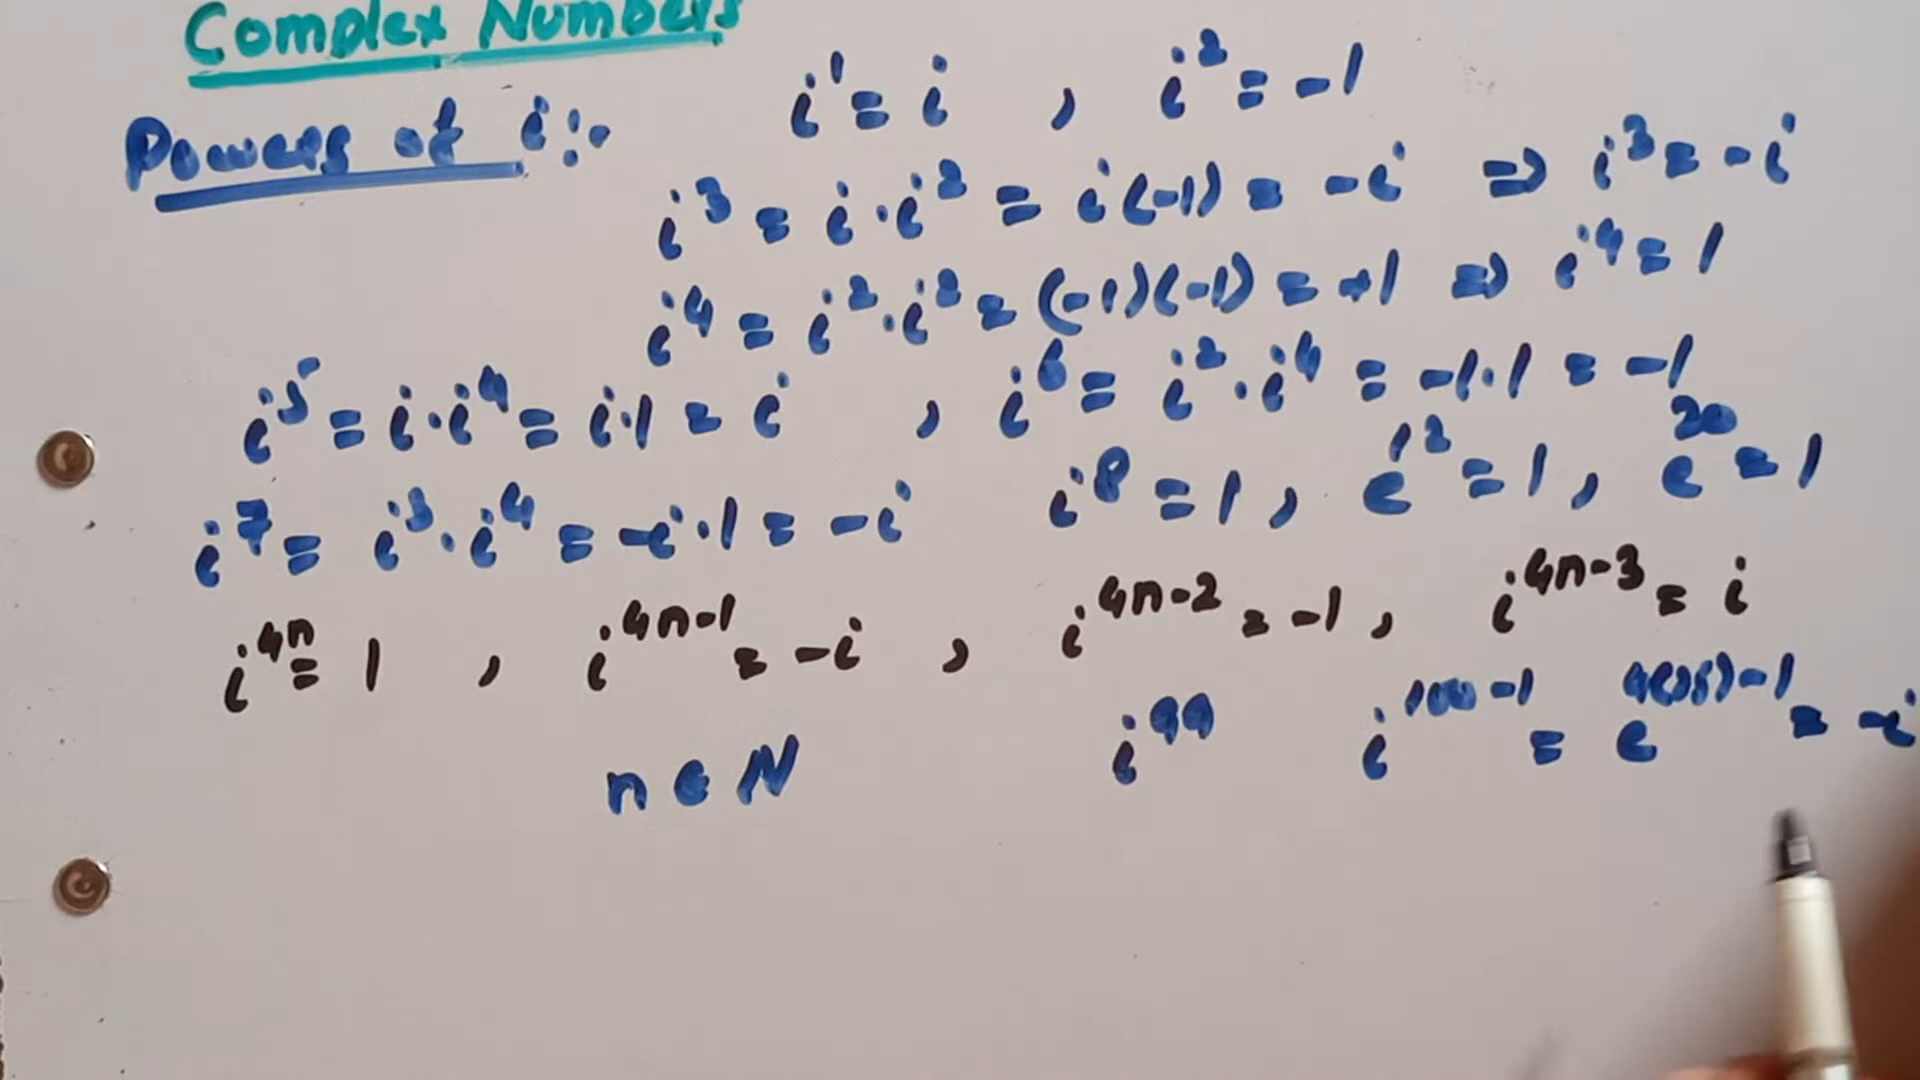 Complex Numbers
Powers of i:- i¹ = i , i² = -1
i³ = i·i² = i(-1) = -i ⇒ i³ = -i
i⁴ = i²·i² = (-1)(-1) = +1 ⇒ i⁴ = 1
i⁵ = i·i⁴ = i·1 = i , i⁶ = i²·i⁴ = -1·1 = -1
i⁷ = i³·i⁴ = -i·1 = -i i⁸ = 1 , i¹² = 1 , i²⁰ = 1
i⁴ⁿ = 1 , i⁴ⁿ⁻¹ = -i , i⁴ⁿ⁻² = -1 , i⁴ⁿ⁻³ = i
n ∈ N i⁹⁹ i¹⁰⁰⁻¹ = i⁴⁽²⁵⁾⁻¹ = -i